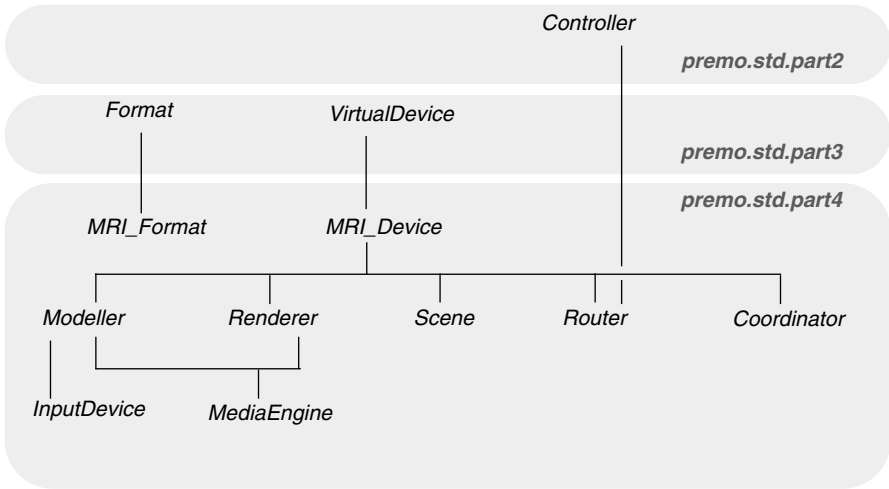 Controller
premo.std.part2
Format
VirtualDevice
premo.std.part3
premo.std.part4
MRI_Format
MRI_Device
Modeller
Renderer
Scene
Router
Coordinator
InputDevice
MediaEngine